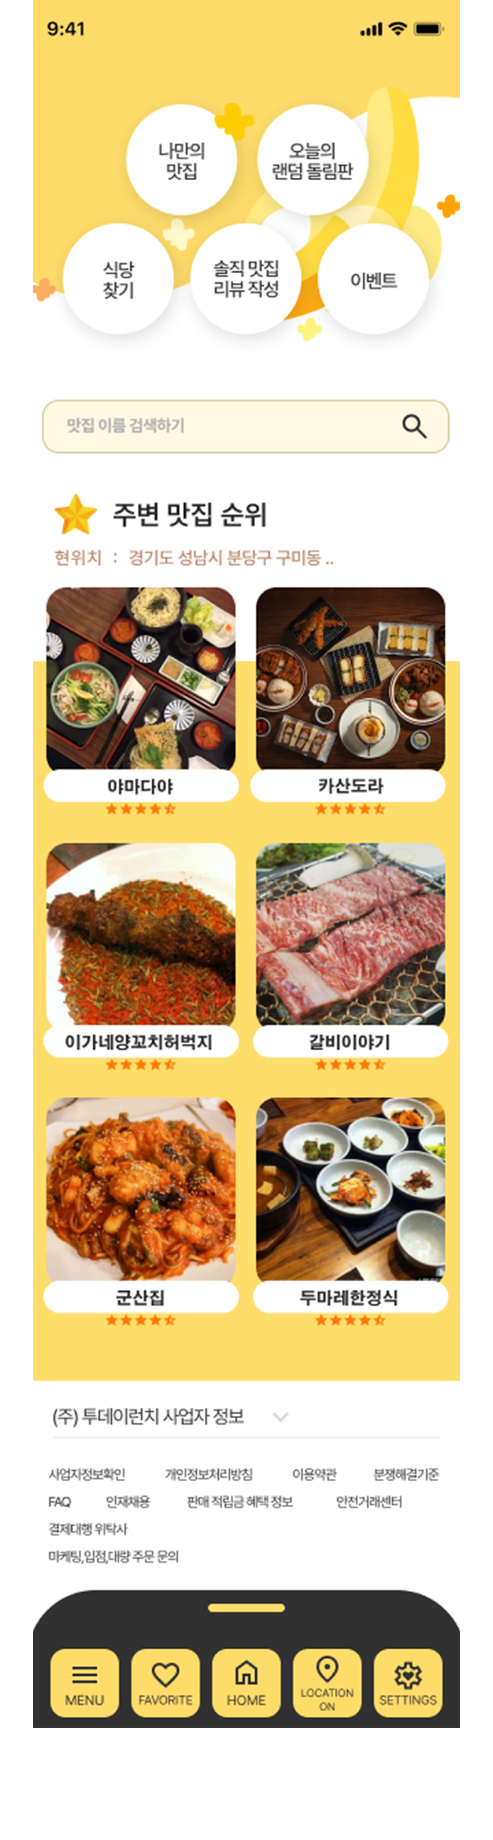 9:41
나만의
맛집
오늘의
랜덤 돌림판
식당
찾기
솔직 맛집
리뷰 작성
이벤트
맛집 이름 검색하기
주변 맛집 순위
현위치 : 경기도 성남시 분당구 구미동 ..
야마다야
카산도라
이가네양꼬치허벅지
갈비이야기
군산집
두마레한정식
(주) 투데이런치 사업자 정보
사업자정보확인 개인정보처리방침 이용약관 분쟁해결기준
FAQ 인재채용 판매 적립금 혜택 정보 안전거래센터
결제대행 위탁사
마케팅,입점,대량 주문 문의
MENU FAVORITE HOME LOCATION ON SETTINGS